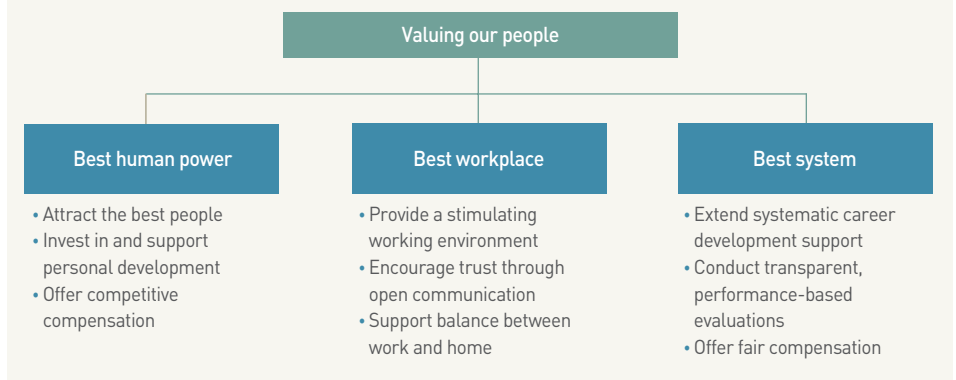 Valuing our people
Best human power
• Attract the best people
• Invest in and support
personal development
• Offer competitive
compensation
Best workplace
• Provide a stimulating
working environment
• Encourage trust through
open communication
• Support balance between
work and home
Best system
• Extend systematic career
development support
• Conduct transparent,
performance-based
evaluations
• Offer fair compensation